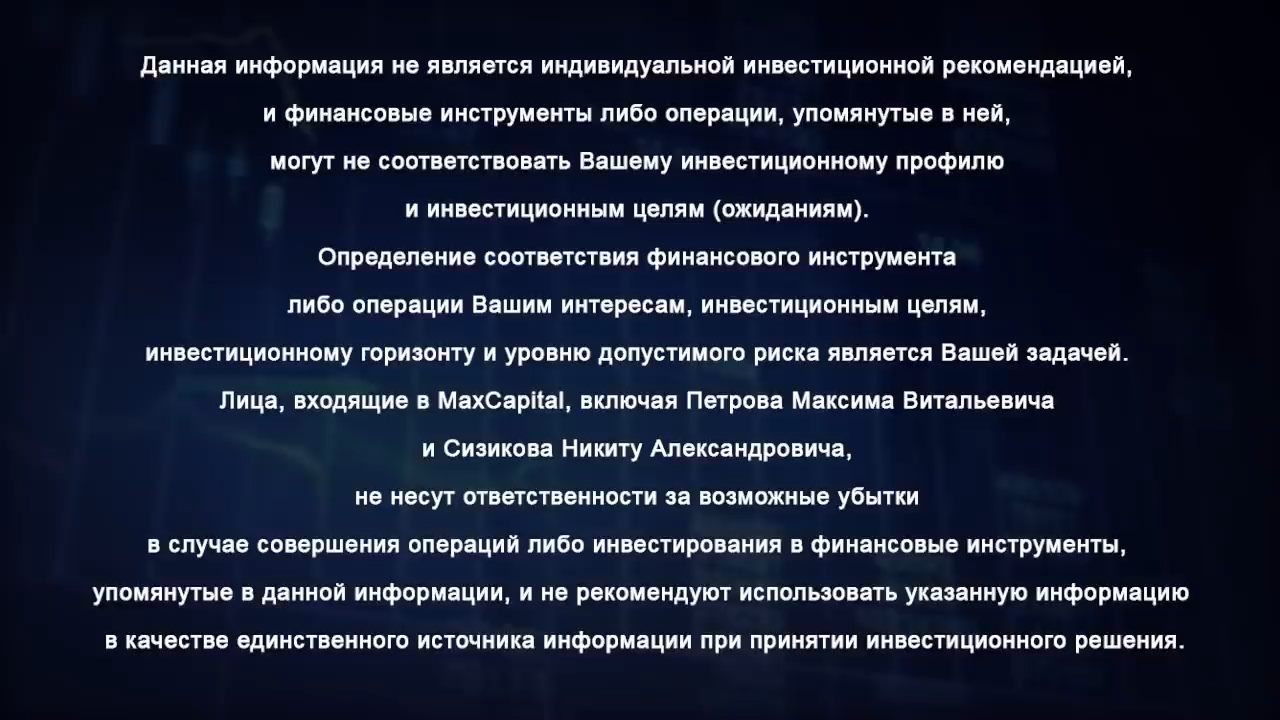 Данная информация не является индивидуальной инвестиционной рекомендацией,
и финансовые инструменты либо операции, упомянутые в ней,
могут не соответствовать Вашему инвестиционному профилю
и инвестиционным целям (ожиданиям).
Определение соответствия финансового инструмента
либо операции Вашим интересам, инвестиционным целям,
инвестиционному горизонту и уровню допустимого риска является Вашей задачей.
Лица, входящие в MaxCapital, включая Петрова Максима Витальевича
и Сизикова Никиту Александровича,
не несут ответственности за возможные убытки
в случае совершения операций либо инвестирования в финансовые инструменты,
упомянутые в данной информации, и не рекомендуют использовать указанную информацию
в качестве единственного источника информации при принятии инвестиционного решения.